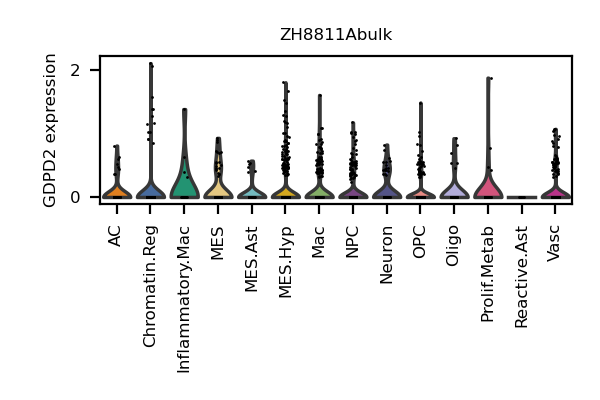 ZH8811Abulk
GDPD2 expression
2
0
AC
Chromatin.Reg
Inflammatory.Mac
MES
MES.Ast
MES.Hyp
Mac
NPC
Neuron
OPC
Oligo
Prolif.Metab
Reactive.Ast
Vasc